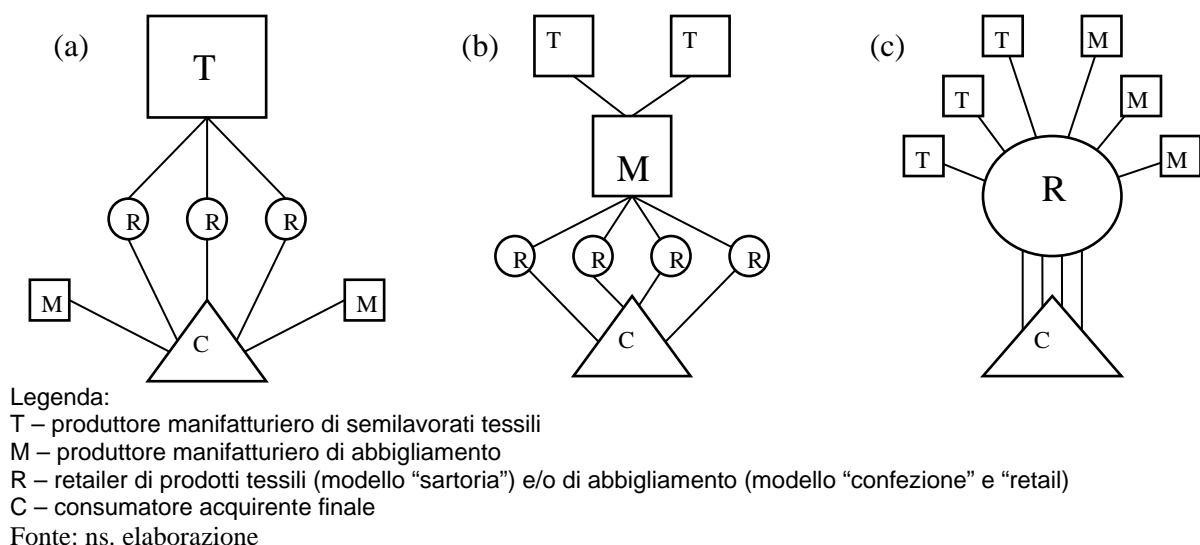 (a)
T
R R R
M M
C
(b)
T T
M
R R R R
C
(c)
T M
T M
T M
R
C
Legenda:
T – produttore manifatturiero di semilavorati tessili
M – produttore manifatturiero di abbigliamento
R – retailer di prodotti tessili (modello “sartoria”) e/o di abbigliamento (modello “confezione” e “retail)
C – consumatore acquirente finale
Fonte: ns. elaborazione